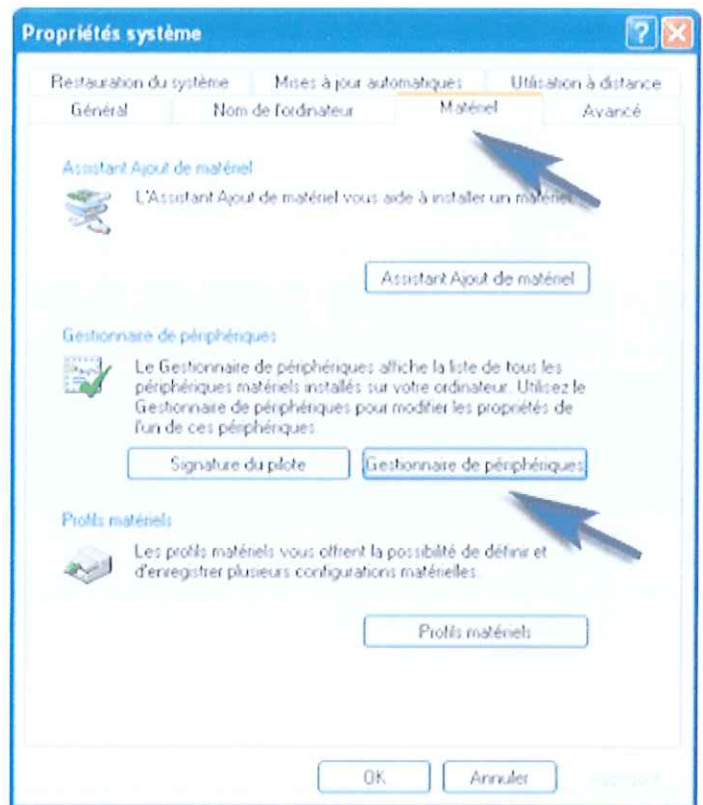 Propriétés système
Restauration du système Mises à jour automatiques Utilisation à distance
Général Nom de l'ordinateur Matériel Avancé
Assistant Ajout de matériel
L'Assistant Ajout de matériel vous aide à installer un matériel.
Assistant Ajout de matériel
Gestionnaire de périphériques
Le Gestionnaire de périphériques affiche la liste de tous les
périphériques matériels installés sur votre ordinateur. Utilisez le
Gestionnaire de périphériques pour modifier les propriétés de
l'un de ces périphériques.
Signature du pilote Gestionnaire de périphériques
Profils matériels
Les profils matériels vous offrent la possibilité de définir et
d'enregistrer plusieurs configurations matérielles.
Profils matériels
OK Annuler